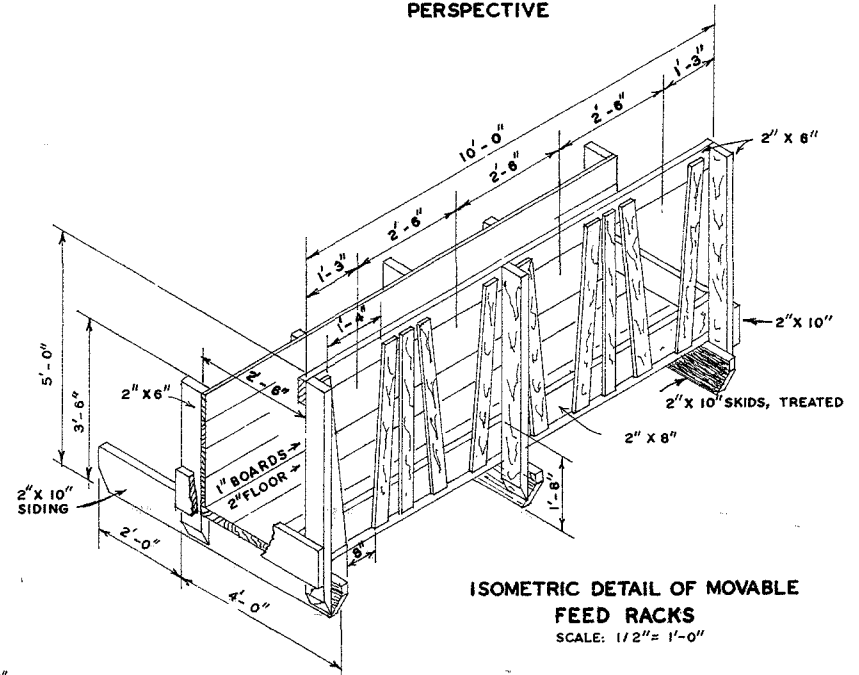 PERSPECTIVE
10'-0"
1'-3"
2'-6"
2'-6"
2'-6"
1'-3"
1'-4"
2" X 6"
5'-0"
3'-6"
2'-6"
2" X 6"
2" X 10"
2" X 10" SKIDS, TREATED
2" X 8"
1" BOARDS
2" FLOOR
1'-8"
2" X 10"
SIDING
2'-0"
4'-0"
8"
ISOMETRIC DETAIL OF MOVABLE
FEED RACKS
SCALE: 1/2" = 1'-0"
"